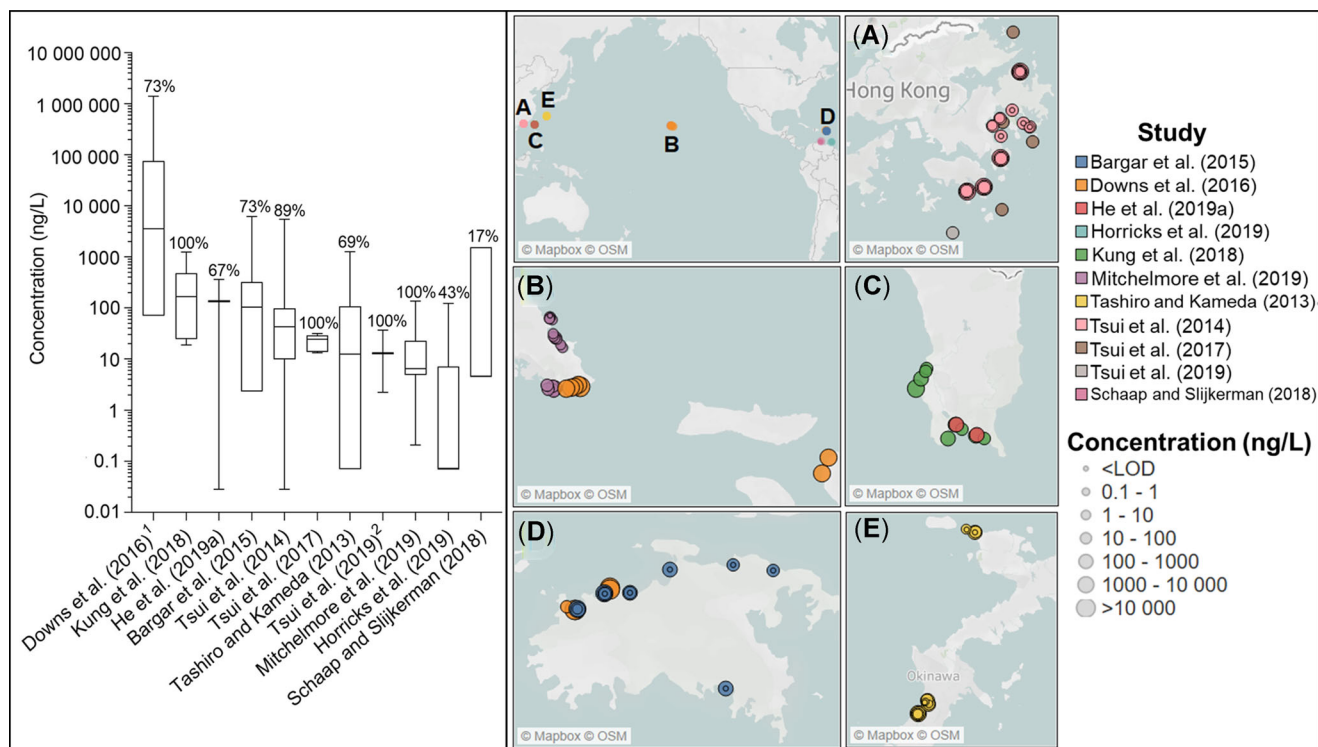 10 000 000
1 000 000
100 000
10 000
1000
100
10
1
0.1
0.01
Concentration (ng/L)
73%
100%
67%
73%
89%
100%
69%
100%
100%
43%
17%
Downs et al. (2016)1
Kung et al. (2018)
He et al. (2019a)
Bargar et al. (2015)
Tsui et al. (2014)
Tsui et al. (2017)
Tashiro and Kameda (2013)
Tsui et al. (2019)2
Mitchelmore et al. (2019)
Horricks et al. (2019)
Schaap and Slijkerman (2018)
A
E
C
B
D
© Mapbox © OSM
(A)
Hong Kong
© Mapbox © OSM
(B)
© Mapbox © OSM
(C)
© Mapbox © OSM
(D)
© Mapbox © OSM
(E)
Okinawa
© Mapbox © OSM
Study
Bargar et al. (2015)
Downs et al. (2016)
He et al. (2019a)
Horricks et al. (2019)
Kung et al. (2018)
Mitchelmore et al. (2019)
Tashiro and Kameda (2013)
Tsui et al. (2014)
Tsui et al. (2017)
Tsui et al. (2019)
Schaap and Slijkerman (2018)
Concentration (ng/L)
<LOD
0.1 - 1
1 - 10
10 - 100
100 - 1000
1000 - 10 000
>10 000